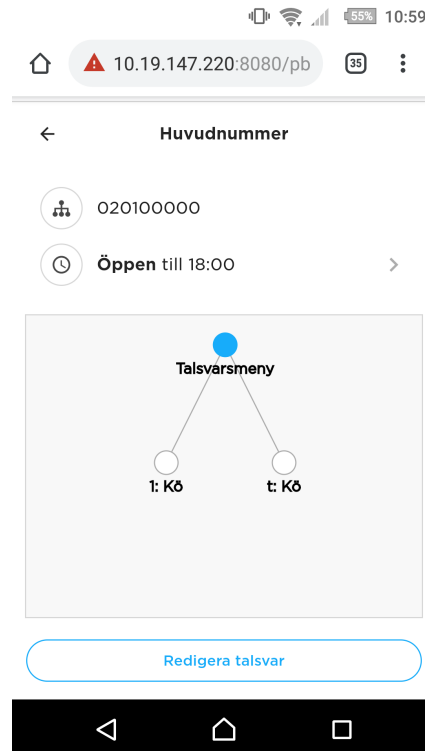 55% 10:59
10.19.147.220:8080/pb 35
Huvudnummer
020100000
Öppen till 18:00
Talsvarsmeny
1: Kö t: Kö
Redigera talsvar